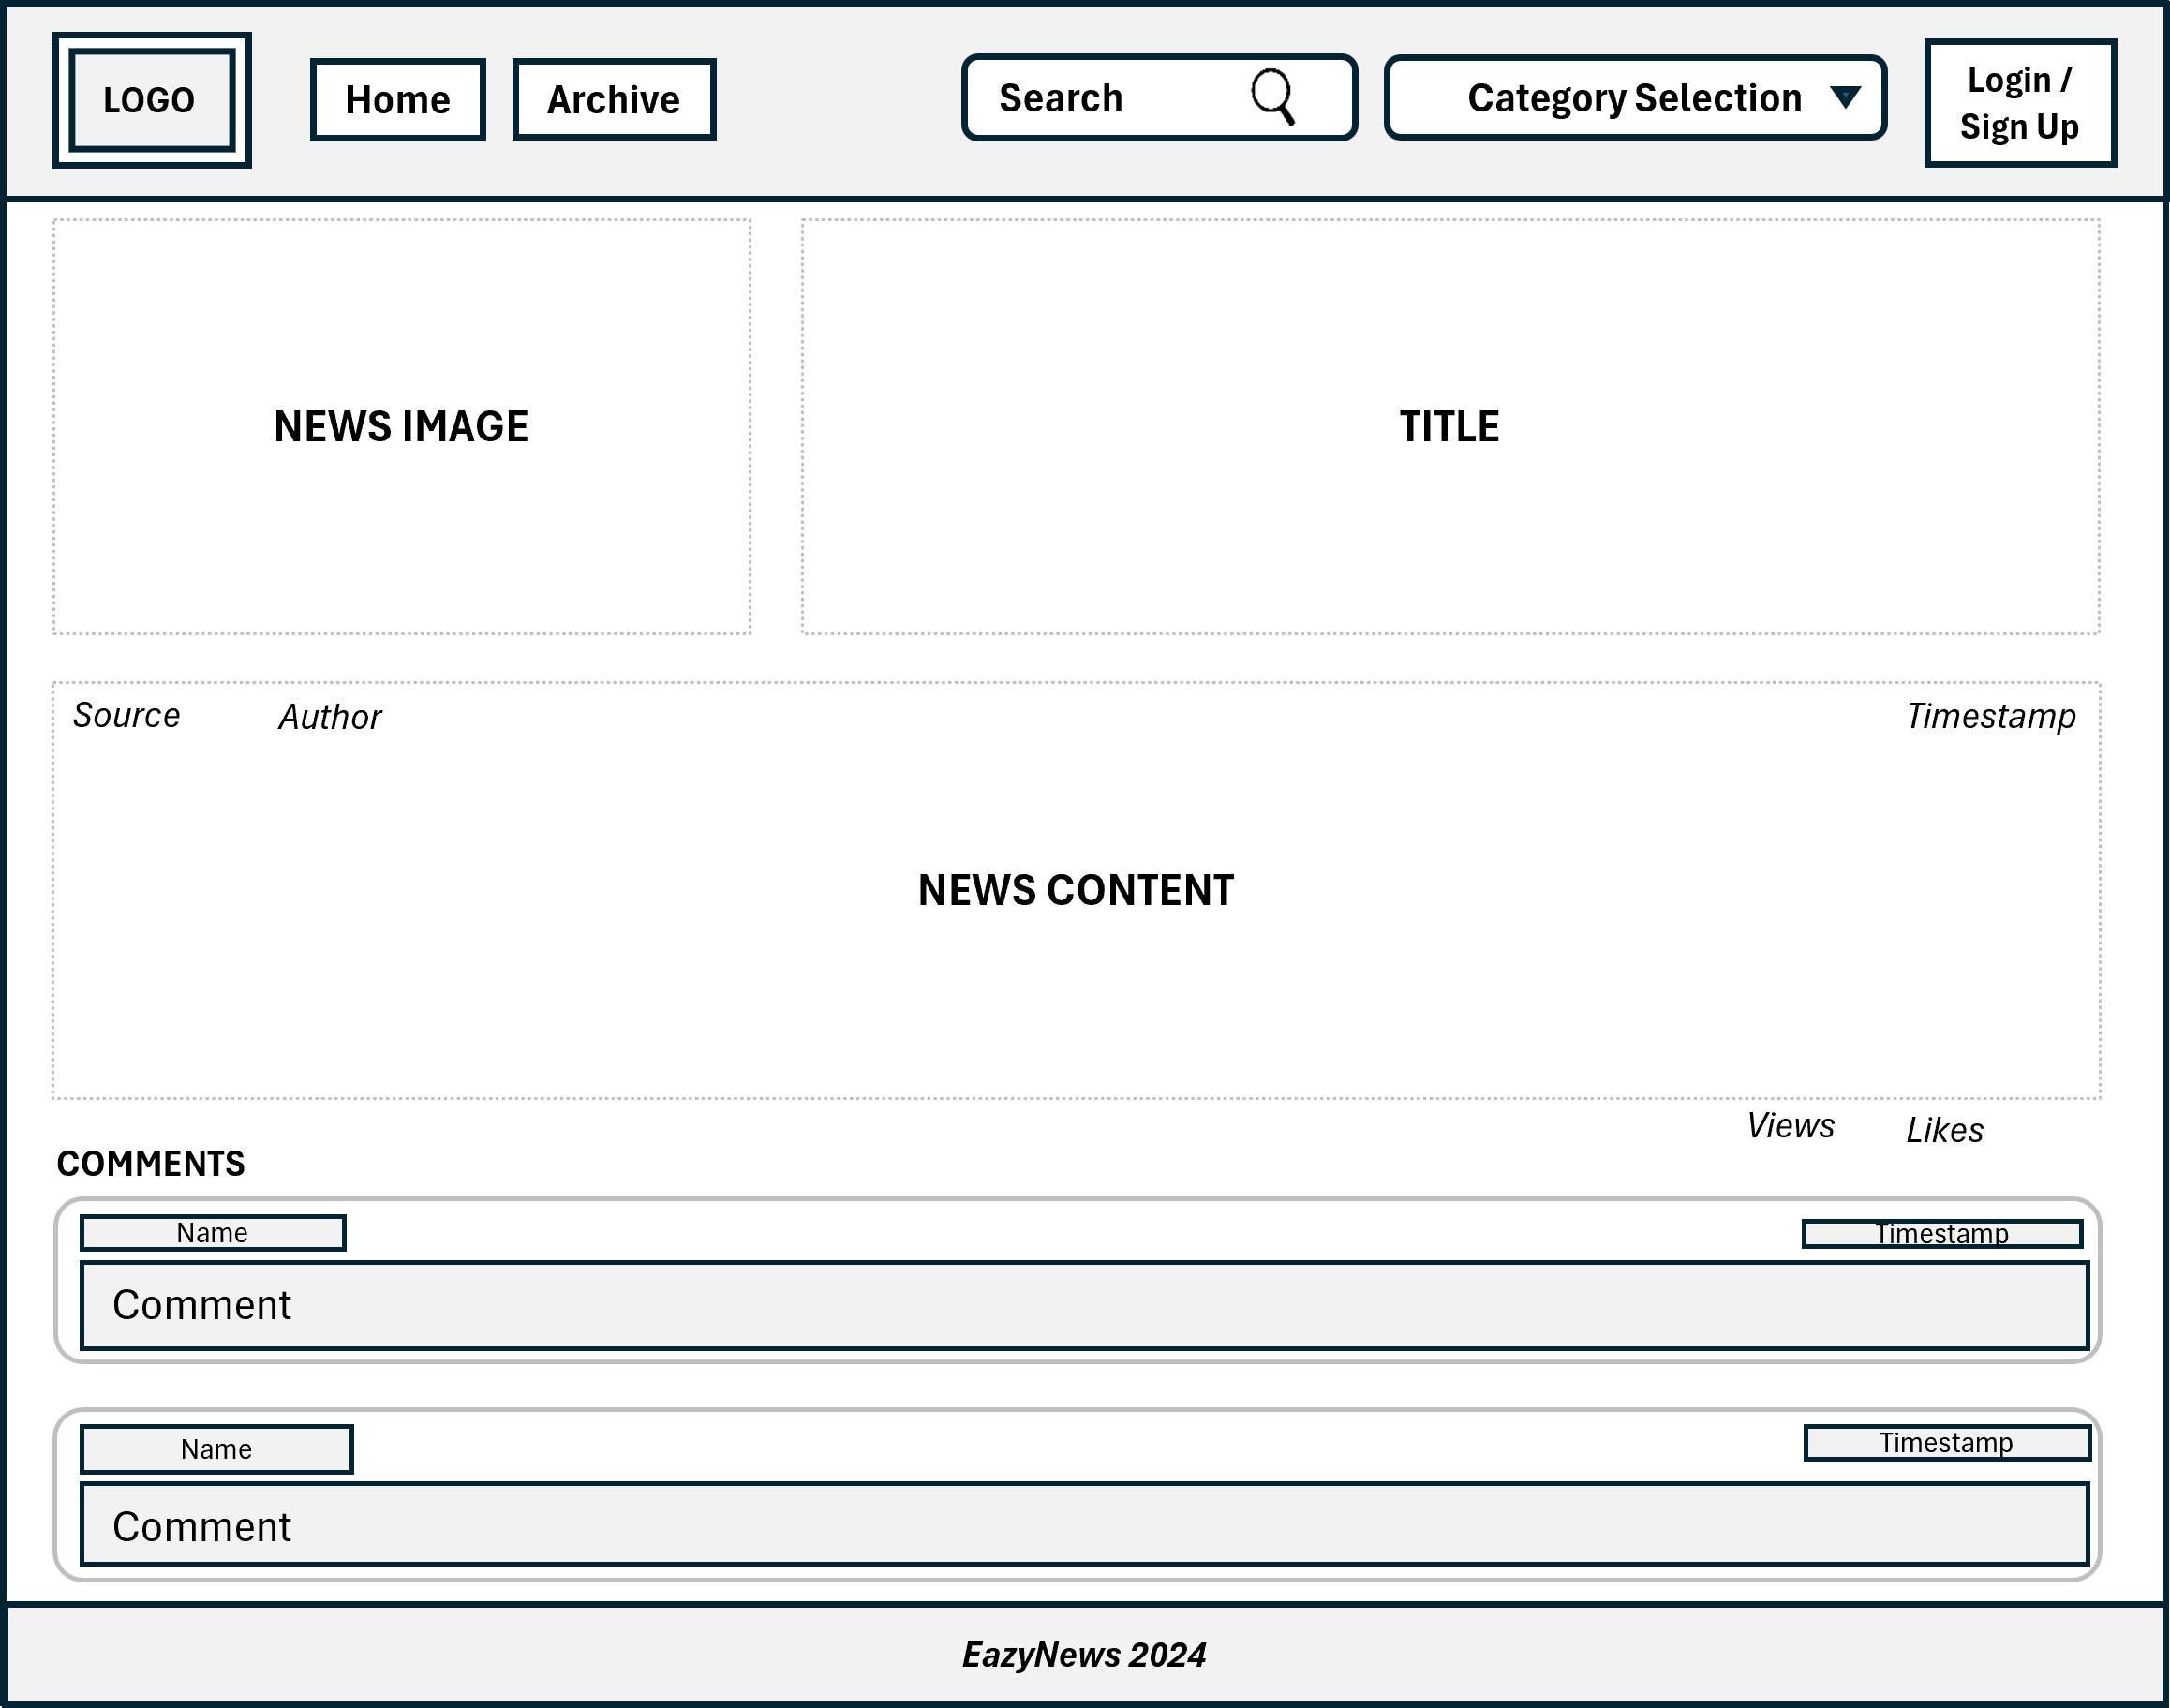 LOGO
Home
Archive
Search
Category Selection
Login /
Sign Up
NEWS IMAGE
TITLE
Source
Author
Timestamp
NEWS CONTENT
Views
Likes
COMMENTS
Name
Timestamp
Comment
Name
Timestamp
Comment
EazyNews 2024